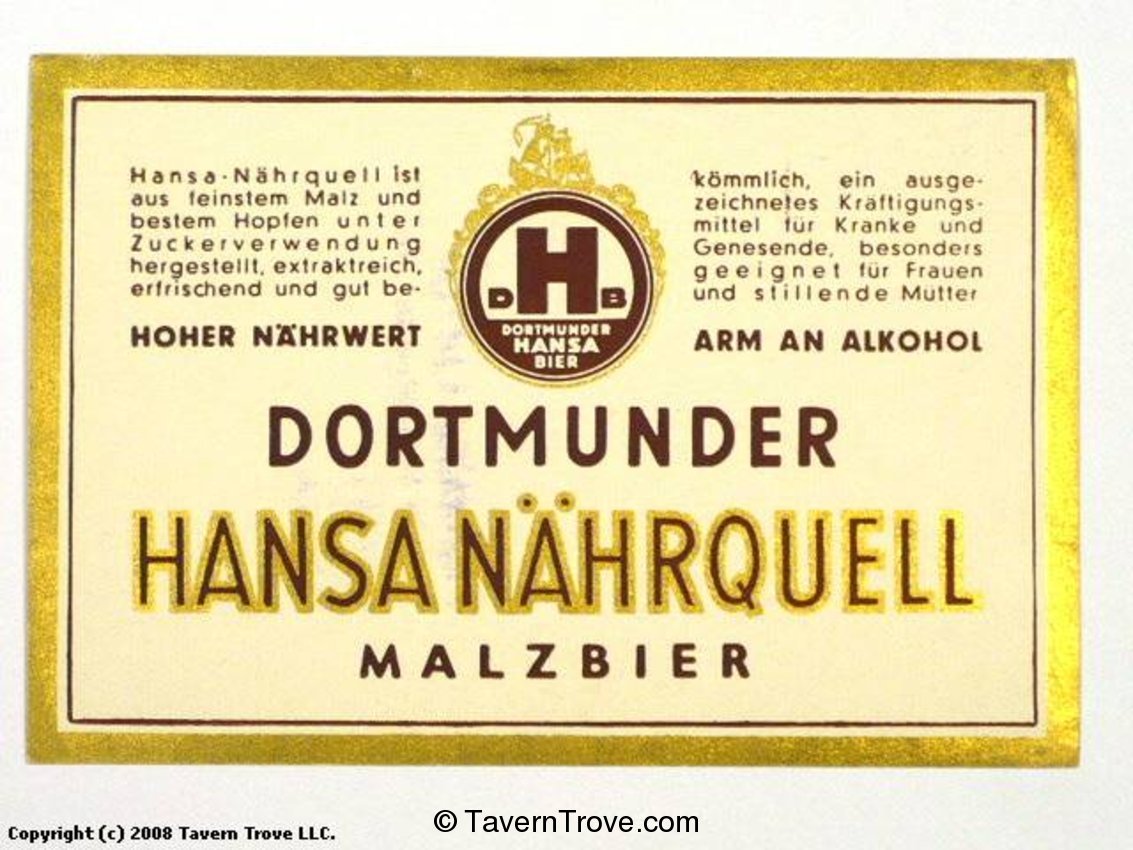 Hansa-Nährquell ist
aus feinstem Malz und
bestem Hopfen unter
Zuckerverwendung
hergestellt, extraktreich,
erfrischend und gut be-
HOHER NÄHRWERT
D H B
DORTMUNDER
HANSA
BIER
kömmlich, ein ausge-
zeichnetes Kräftigungs-
mittel für Kranke und
Genesende, besonders
geeignet für Frauen
und stillende Mütter
ARM AN ALKOHOL
DORTMUNDER
HANSA NÄHRQUELL
MALZBIER
Copyright (c) 2008 Tavern Trove LLC.
© TavernTrove.com